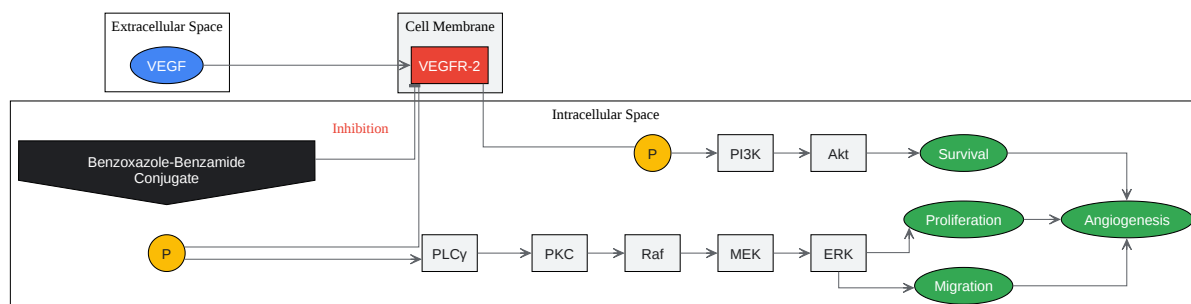 Extracellular Space
VEGF
Cell Membrane
VEGFR-2
Intracellular Space
Inhibition
Benzoxazole-Benzamide
Conjugate
P
PI3K
Akt
Survival
P
PLCγ
PKC
Raf
MEK
ERK
Proliferation
Migration
Angiogenesis